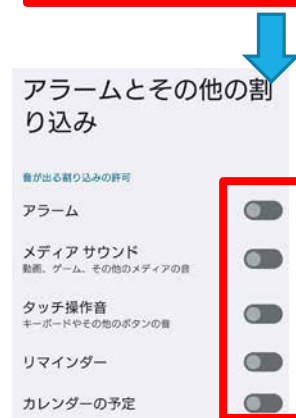 アラームとその他の割
り込み
音が出る割り込みの許可
アラーム
メディア サウンド
動画、ゲーム、その他のメディアの音
タッチ操作音
キーボードやその他のボタンの音
リマインダー
カレンダーの予定